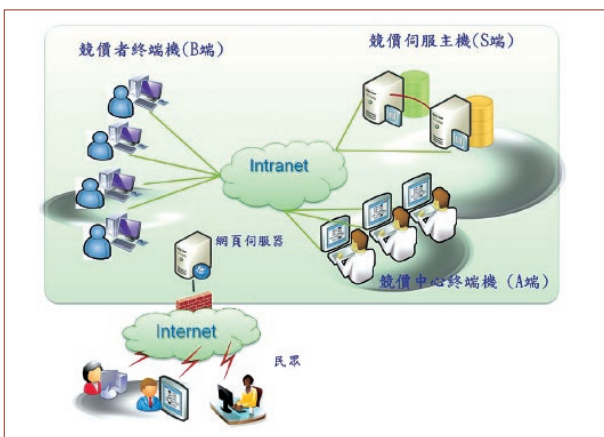 競價者終端機(B端)
競價伺服主機(S端)
Intranet
網頁伺服器
競價中心終端機 (A端)
Internet
民眾